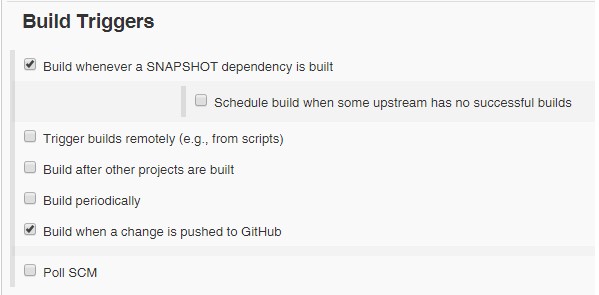 Build Triggers
Build whenever a SNAPSHOT dependency is built
Schedule build when some upstream has no successful builds
Trigger builds remotely (e.g., from scripts)
Build after other projects are built
Build periodically
Build when a change is pushed to GitHub
Poll SCM